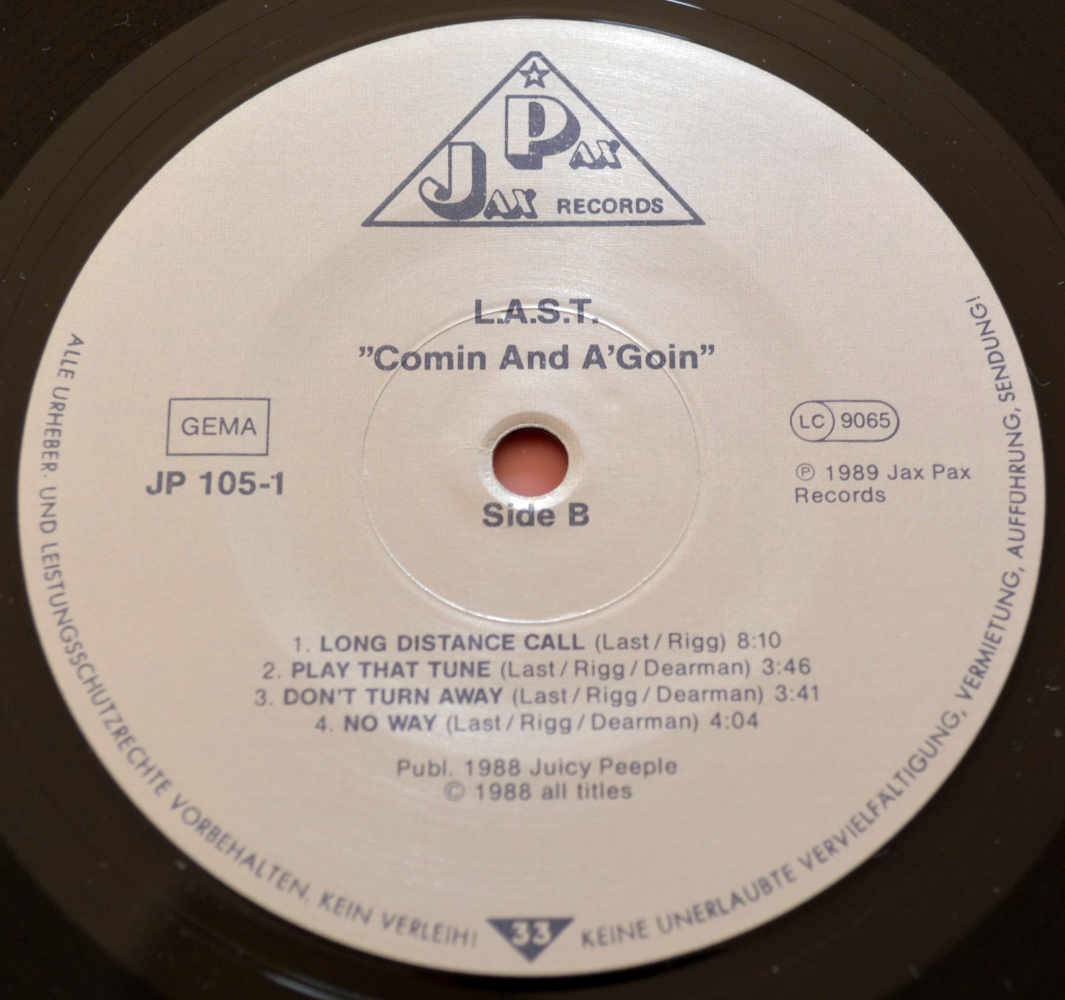 JAX PAX RECORDS
L.A.S.T.
”Comin And A’Goin”
GEMA
JP 105-1
LC 9065
℗ 1989 Jax Pax
Records
Side B
1. LONG DISTANCE CALL (Last/Rigg) 8:10
2. PLAY THAT TUNE (Last/Rigg/Dearman) 3:46
3. DON'T TURN AWAY (Last/Rigg/Dearman) 3:41
4. NO WAY (Last/Rigg/Dearman) 4:04
Publ. 1988 Juicy Peeple
© 1988 all titles
ALLE URHEBER- UND LEISTUNGSSCHUTZRECHTE VORBEHALTEN. KEIN VERLEIH!
33
KEINE UNERLAUBTE VERVIELFÄLTIGUNG, VERMIETUNG, AUFFÜHRUNG, SENDUNG!